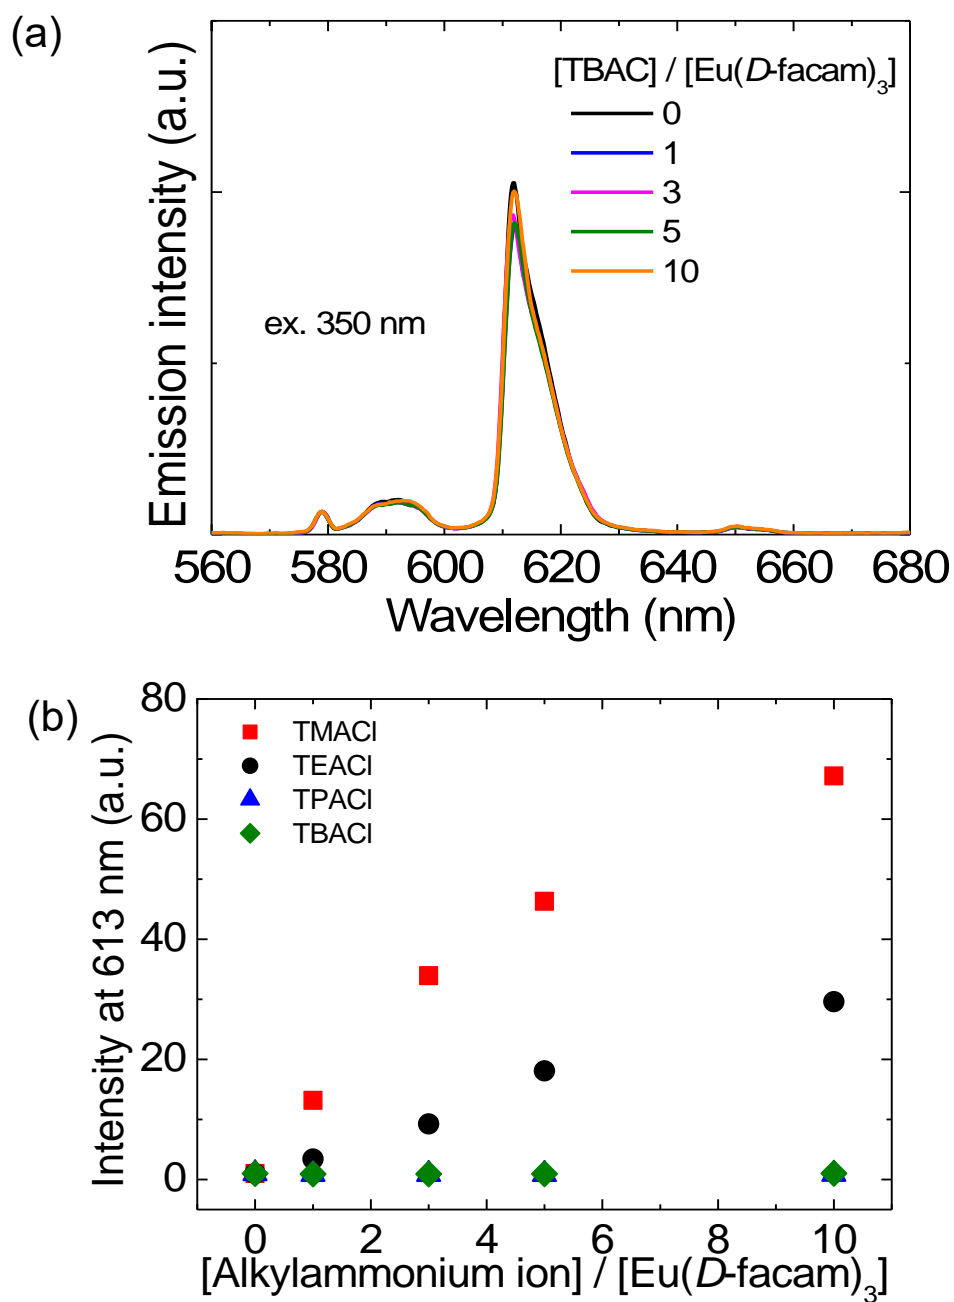 (a)
Emission intensity (a.u.)
[TBAC] / [Eu(D-facam)3]
0
1
3
5
10
ex. 350 nm
560 580 600 620 640 660 680
Wavelength (nm)
(b)
Intensity at 613 nm (a.u.)
80
60
40
20
0
TMACl
TEACl
TPACl
TBACl
0 2 4 6 8 10
[Alkylammonium ion] / [Eu(D-facam)3]